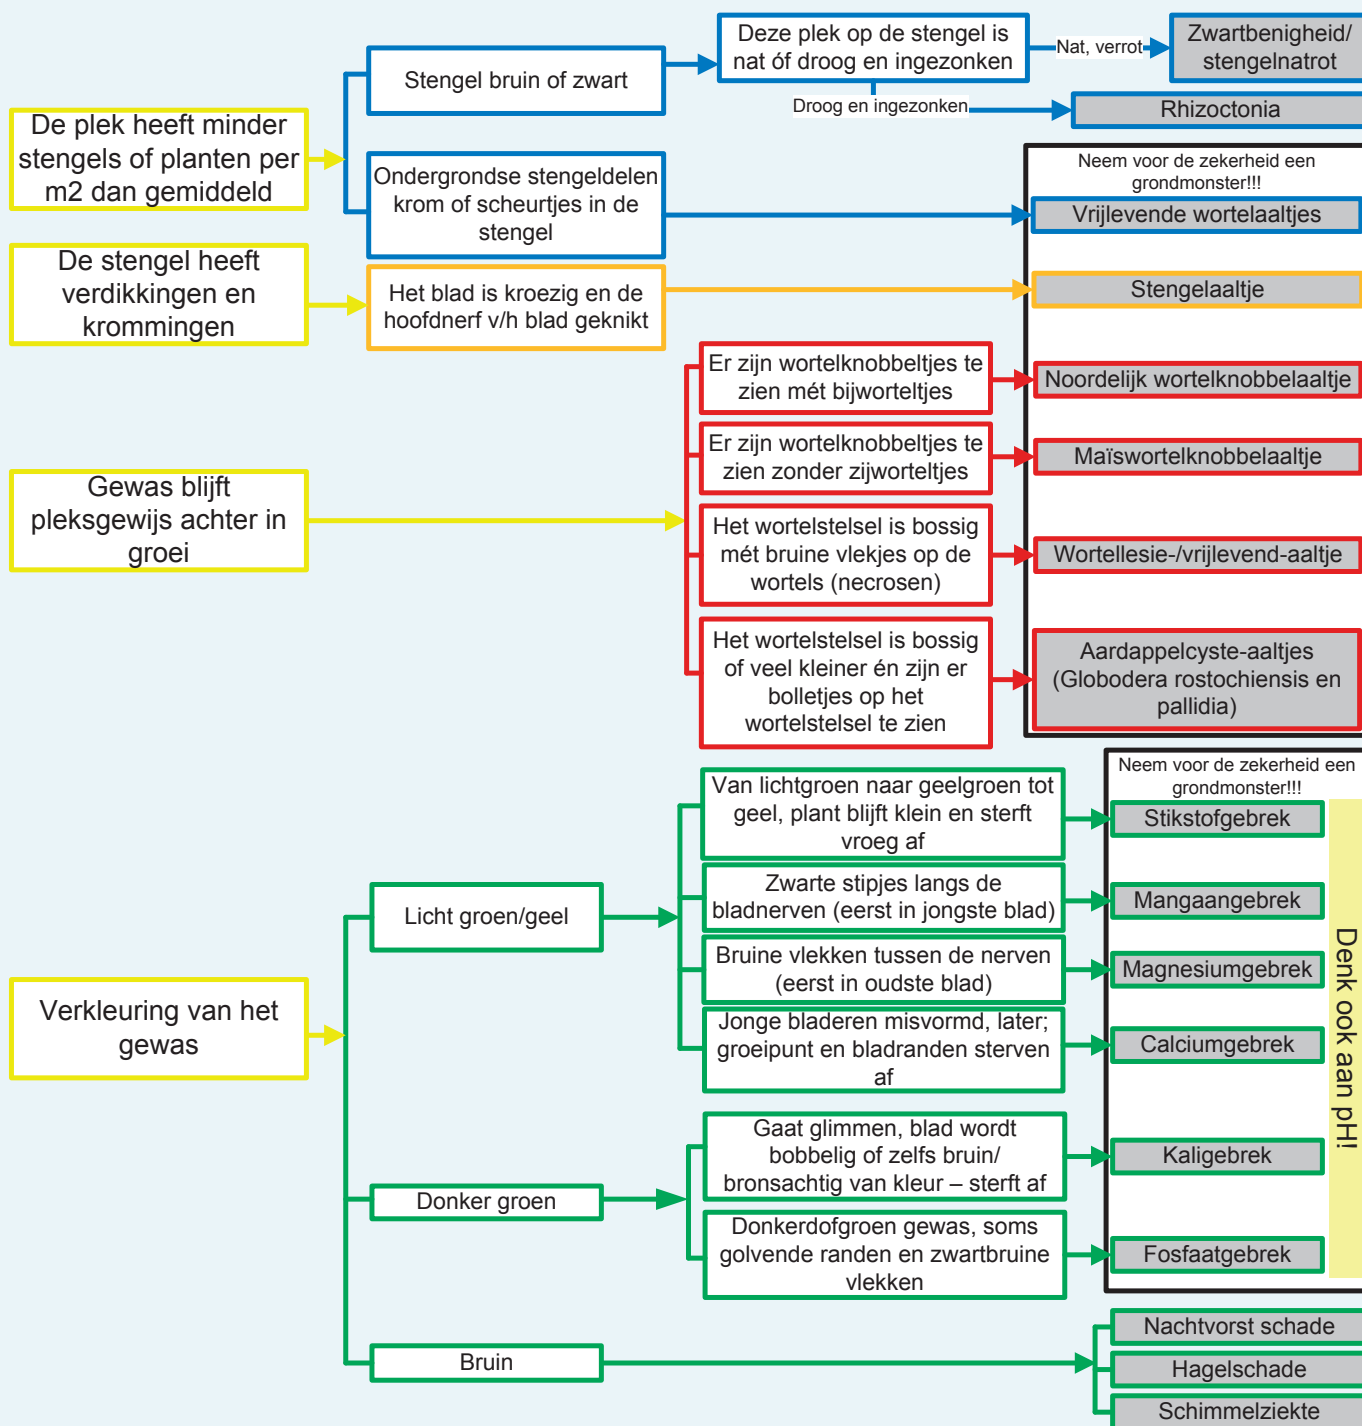 De plek heeft minder
stengels of planten per
m2 dan gemiddeld
Stengel bruin of zwart
Deze plek op de stengel is
nat óf droog en ingezonken
Nat, verrot
Zwartbenigheid/
stengelnatrot
Droog en ingezonken
Rhizoctonia
Ondergrondse stengeldelen
krom of scheurtjes in de
stengel
Neem voor de zekerheid een
grondmonster!!!
Vrijlevende wortelaaltjes
De stengel heeft
verdikkingen en
krommingen
Het blad is kroezig en de
hoofdnerf v/h blad geknikt
Stengelaaltje
Gewas blijft
pleksgewijs achter in
groei
Er zijn wortelknobbeltjes te
zien mét bijworteltjes
Noordelijk wortelknobbelaaltje
Er zijn wortelknobbeltjes te
zien zonder zijworteltjes
Maïswortelknobbelaaltje
Het wortelstelsel is bossig
mét bruine vlekjes op de
wortels (necrosen)
Wortellesie-/vrijlevend-aaltje
Het wortelstelsel is bossig
of veel kleiner én zijn er
bolletjes op het
wortelstelsel te zien
Aardappelcyste-aaltjes
(Globodera rostochiensis en
pallidia)
Verkleuring van het
gewas
Licht groen/geel
Van lichtgroen naar geelgroen tot
geel, plant blijft klein en sterft
vroeg af
Neem voor de zekerheid een
grondmonster!!!
Stikstofgebrek
Zwarte stipjes langs de
bladnerven (eerst in jongste blad)
Mangaangebrek
Bruine vlekken tussen de nerven
(eerst in oudste blad)
Magnesiumgebrek
Jonge bladeren misvormd, later;
groeipunt en bladranden sterven
af
Calciumgebrek
Donker groen
Gaat glimmen, blad wordt
bobbelig of zelfs bruin/
bronsachtig van kleur – sterft af
Kaligebrek
Donkerdofgroen gewas, soms
golvende randen en zwartbruine
vlekken
Fosfaatgebrek
Denk ook aan pH!
Bruin
Nachtvorst schade
Hagelschade
Schimmelziekte